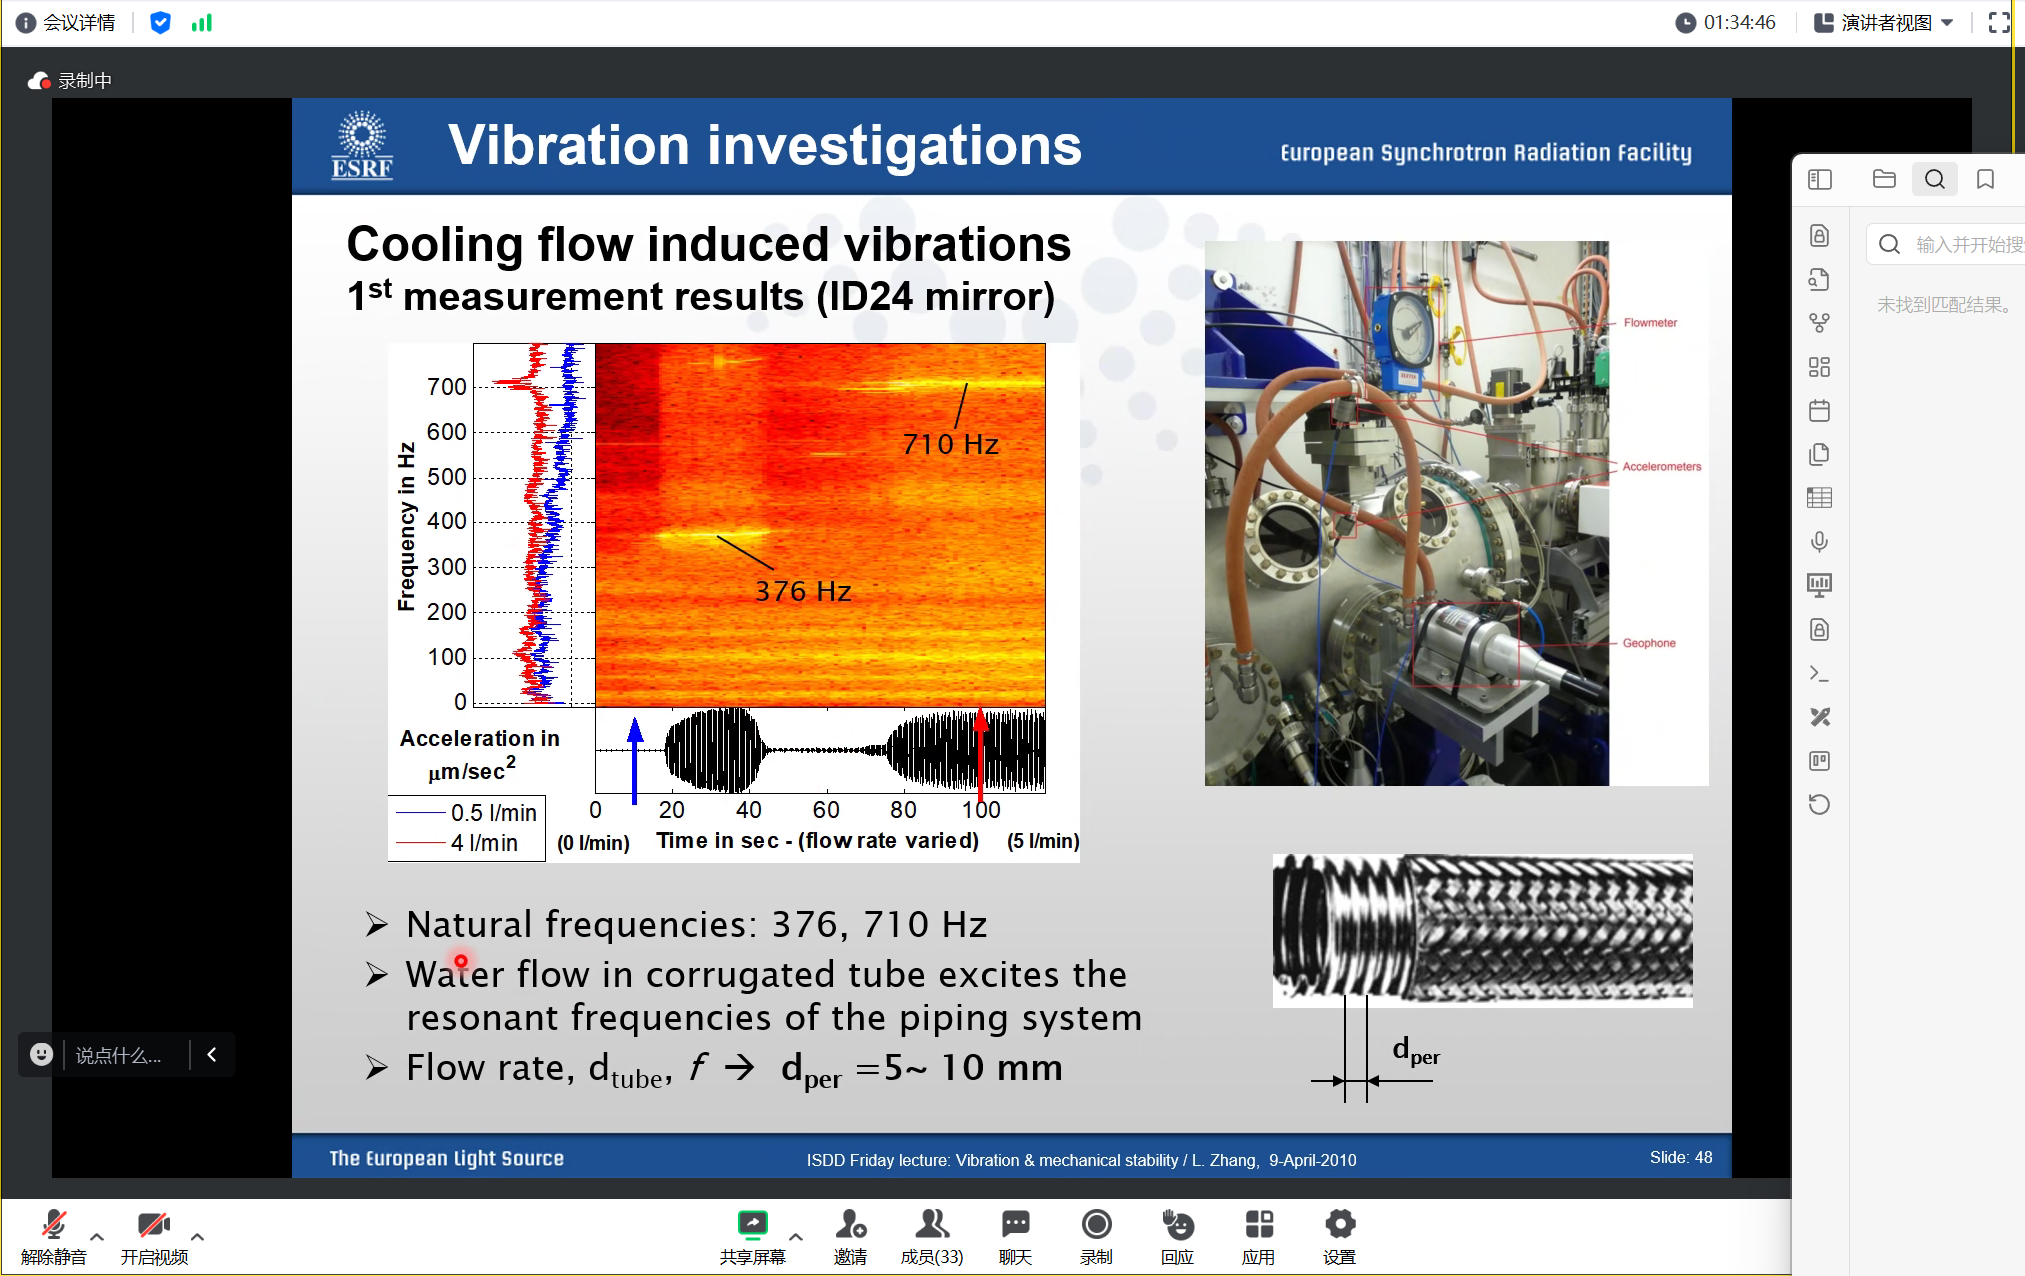 会议详情
01:34:46
演讲者视图
录制中
ESRF
Vibration investigations
European Synchrotron Radiation Facility
Cooling flow induced vibrations
1st measurement results (ID24 mirror)
700
600
500
400
300
200
100
0
Frequency in Hz
710 Hz
376 Hz
Acceleration in
μm/sec2
0.5 l/min
4 l/min
0
20
40
60
80
100
(0 l/min)
Time in sec - (flow rate varied)
(5 l/min)
Flowmeter
Accelerometers
Geophone
➢ Natural frequencies: 376, 710 Hz
➢ Water flow in corrugated tube excites the
resonant frequencies of the piping system
➢ Flow rate, dtube, f → dper =5~ 10 mm
dper
The European Light Source
ISDD Friday lecture: Vibration & mechanical stability / L. Zhang, 9-April-2010
Slide: 48
输入并开始搜
未找到匹配结果。
说点什么...
解除静音
开启视频
共享屏幕
邀请
成员(33)
聊天
录制
回应
应用
设置